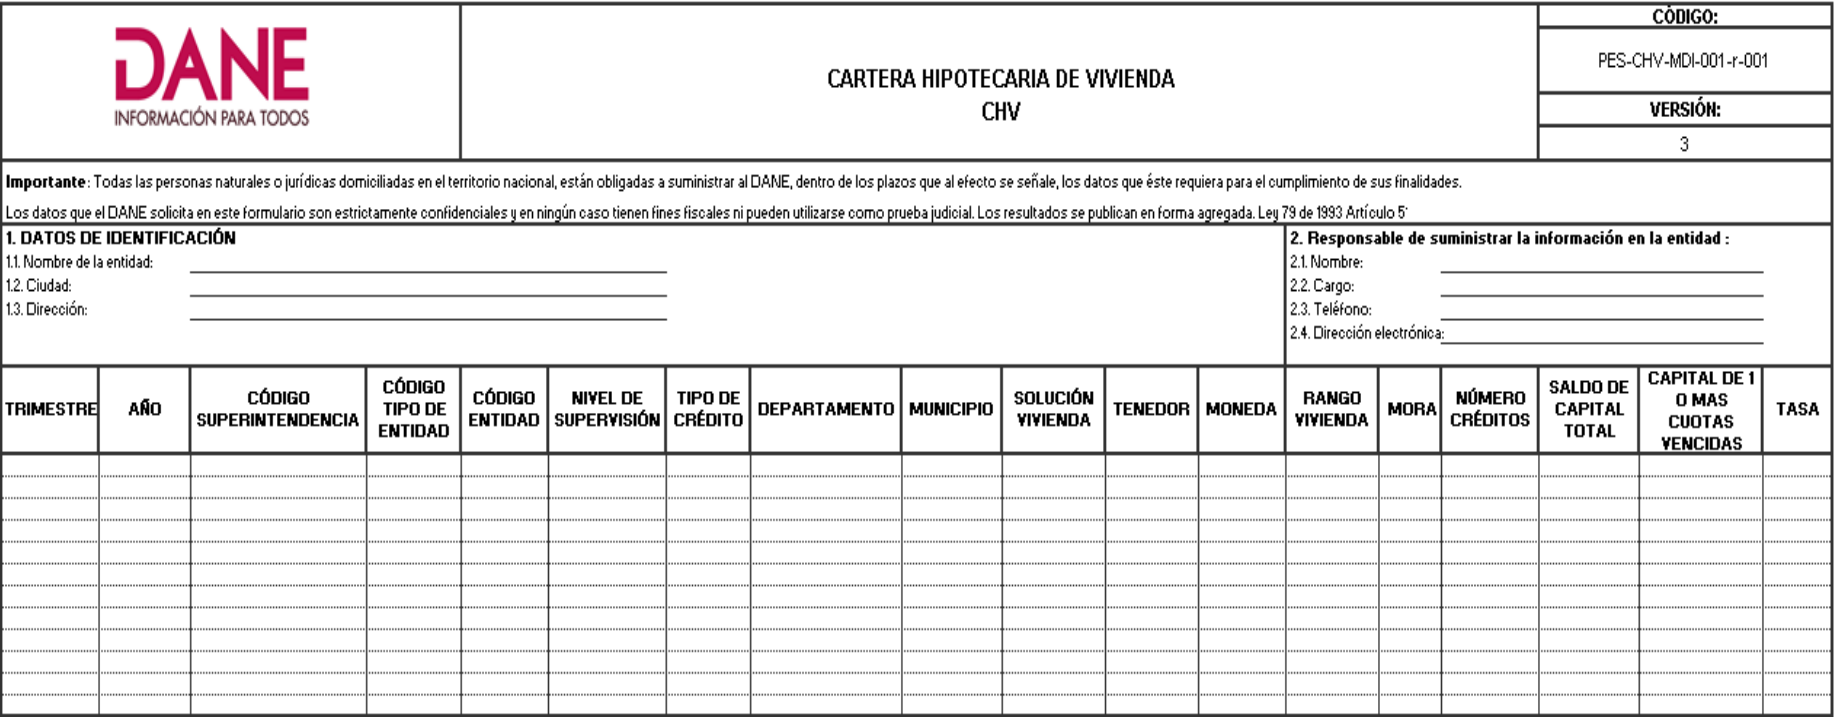 DANE
INFORMACIÓN PARA TODOS
CARTERA HIPOTECARIA DE VIVIENDA
CHV
CÓDIGO:
PES-CHV-MDI-001-r-001
VERSIÓN:
3
Importante: Todas las personas naturales o jurídicas domiciliadas en el territorio nacional, están obligadas a suministrar al DANE, dentro de los plazos que al efecto se señale, los datos que éste requiera para el cumplimiento de sus finalidades.
Los datos que el DANE solicita en este formulario son estrictamente confidenciales y en ningún caso tienen fines fiscales ni pueden utilizarse como prueba judicial. Los resultados se publican en forma agregada. Ley 79 de 1993 Artículo 5°
1. DATOS DE IDENTIFICACIÓN
1.1. Nombre de la entidad:
1.2. Ciudad:
1.3. Dirección:
2. Responsable de suministrar la información en la entidad :
2.1. Nombre:
2.2. Cargo:
2.3. Teléfono:
2.4. Dirección electrónica:
TRIMESTRE
AÑO
CÓDIGO
SUPERINTENDENCIA
CÓDIGO
TIPO DE
ENTIDAD
CÓDIGO
ENTIDAD
NIVEL DE
SUPERVISIÓN
TIPO DE
CRÉDITO
DEPARTAMENTO
MUNICIPIO
SOLUCIÓN
VIVIENDA
TENEDOR
MONEDA
RANGO
VIVIENDA
MORA
NÚMERO
CRÉDITOS
SALDO DE
CAPITAL
TOTAL
CAPITAL DE 1
O MAS
CUOTAS
VENCIDAS
TASA